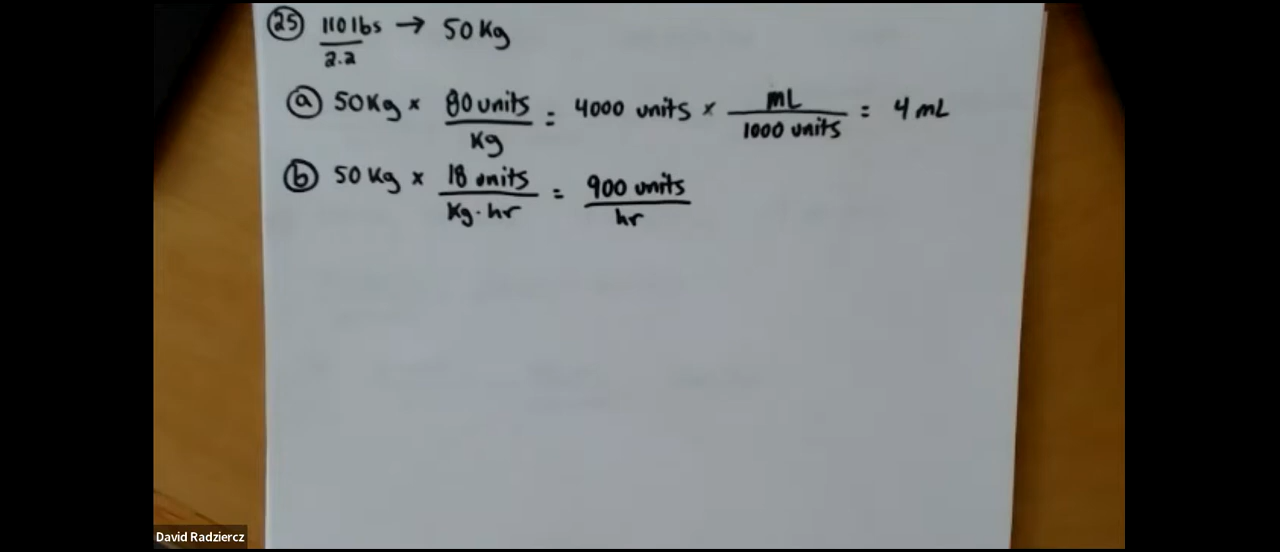 25 110 lbs → 50 Kg
2.2
a 50 Kg × 80 units = 4000 units × mL = 4 mL
Kg 1000 units
b 50 Kg × 18 units = 900 units
Kg · hr hr
David Radziercz